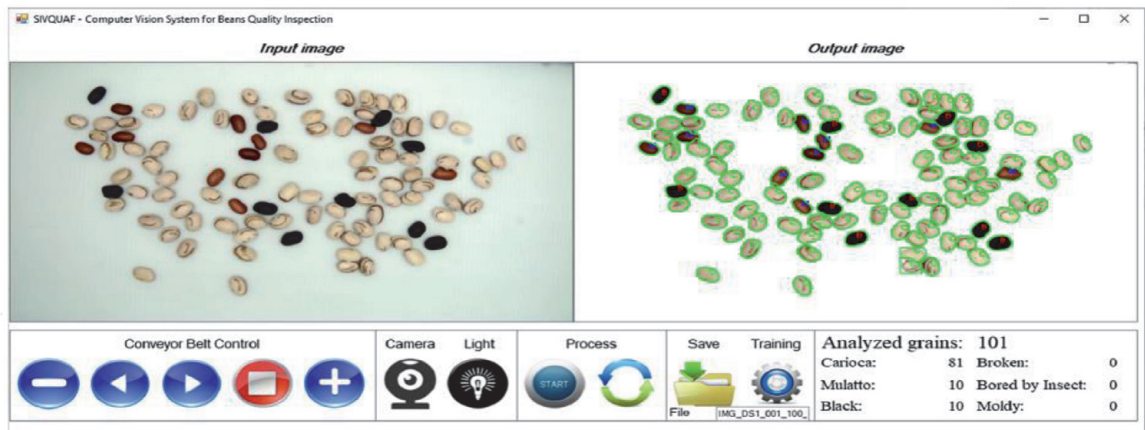 SIVQUAF - Computer Vision System for Beans Quality Inspection
Input image
Output image
Conveyor Belt Control
Camera
Light
Process
Save
Training
START
File
IMG_DS1_001_100_
Analyzed grains: 101
Carioca: 81 Broken: 0
Mulatto: 10 Bored by Insect: 0
Black: 10 Moldy: 0